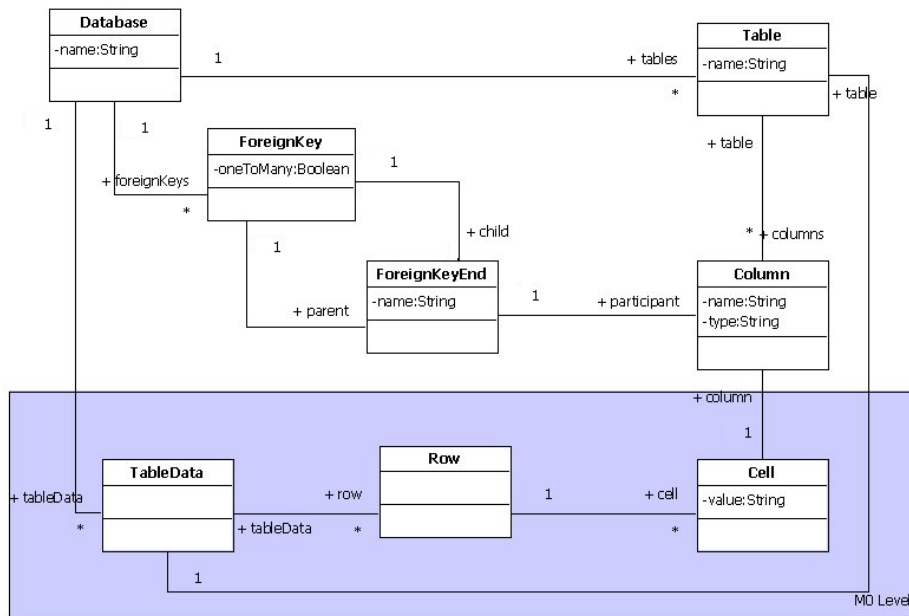 Database
-name:String
Table
-name:String
1
+ tables
*
+ table
1
1
ForeignKey
-oneToMany:Boolean
+ foreignKeys
*
1
+ table
1
+ child
* + columns
ForeignKeyEnd
-name:String
Column
-name:String
-type:String
1
+ participant
+ parent
+ column
1
TableData
Row
Cell
-value:String
+ tableData
*
+ row
*
+ tableData
1
+ cell
*
1
M0 Level